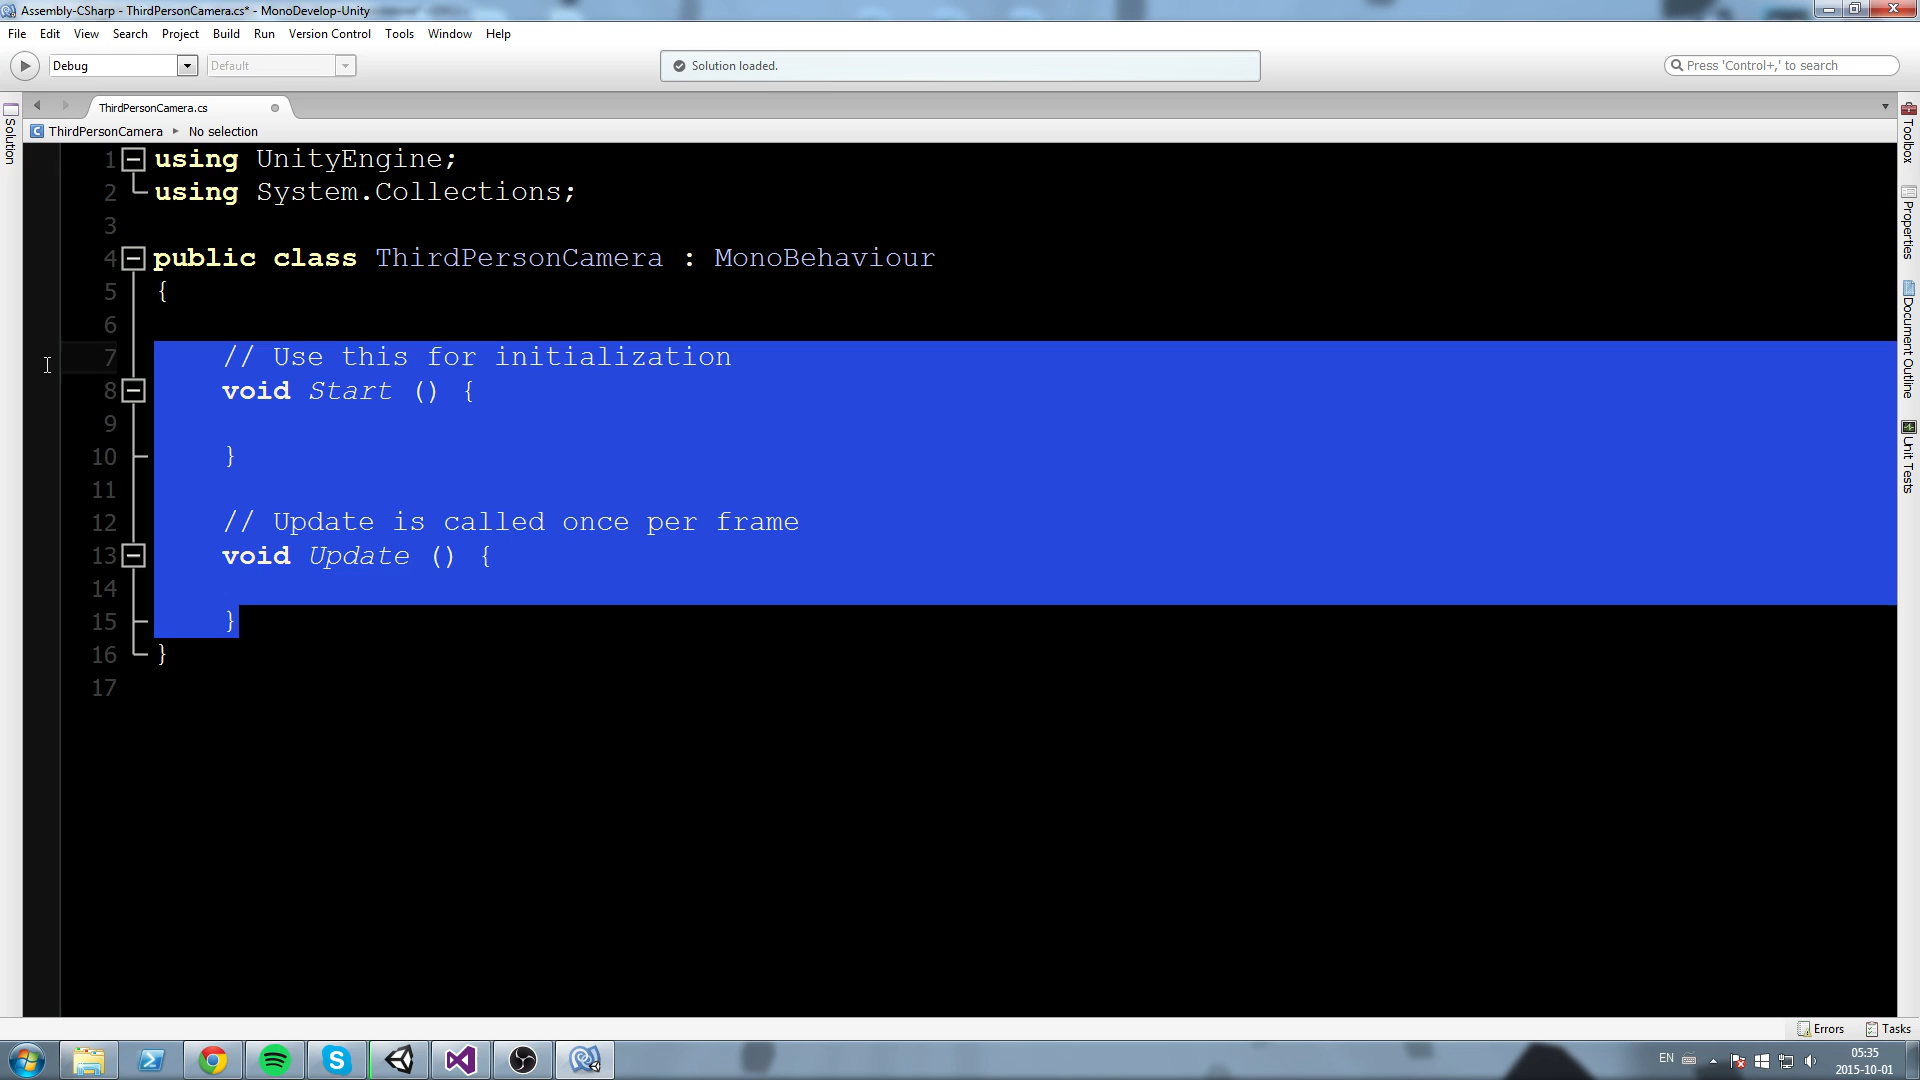 Assembly-CSharp - ThirdPersonCamera.cs* - MonoDevelop-Unity
File Edit View Search Project Build Run Version Control Tools Window Help
Debug Default Solution loaded. Press 'Control+,' to search
ThirdPersonCamera.cs
ThirdPersonCamera No selection
Solution
Toolbox
Properties
Document Outline
Unit Tests
1 using UnityEngine;
2 using System.Collections;
3
4 public class ThirdPersonCamera : MonoBehaviour
5 {
6
7 // Use this for initialization
8 void Start () {
9
10 }
11
12 // Update is called once per frame
13 void Update () {
14
15 }
16 }
17
Errors Tasks
EN 05:35
2015-10-01